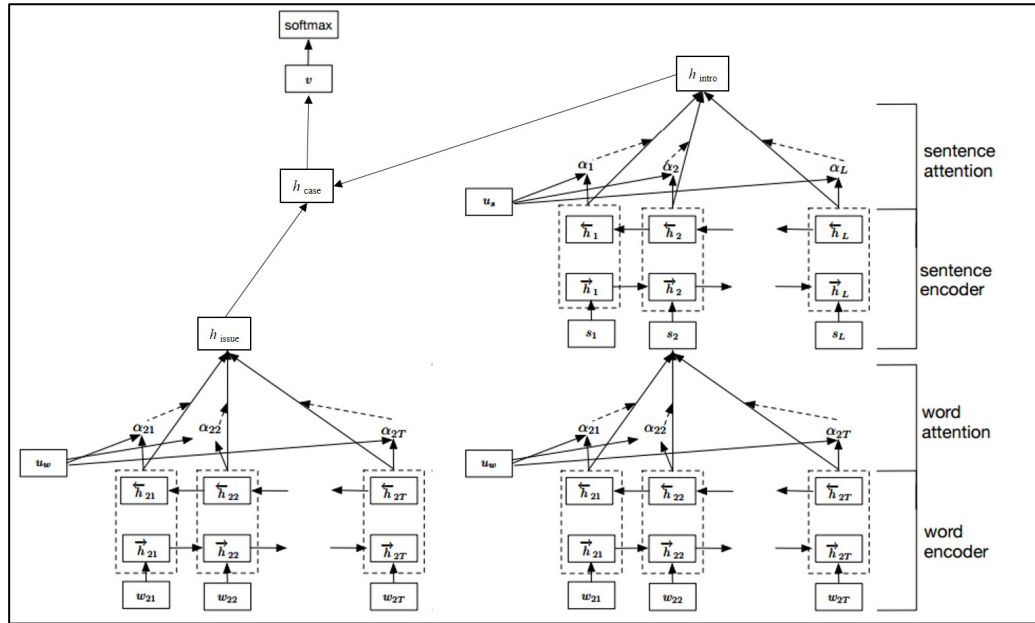 softmax
v
h intro
sentence
attention
α1 α2 αL
h case
us
←h1 ←h2 ←hL
sentence
encoder
→h1 →h2 →hL
h issue
s1 s2 sL
α21 α22 α2T α21 α22 α2T
word
attention
uw uw
←h21 ←h22 ←h2T ←h21 ←h22 ←h2T
word
encoder
→h21 →h22 →h2T →h21 →h22 →h2T
w21 w22 w2T w21 w22 w2T